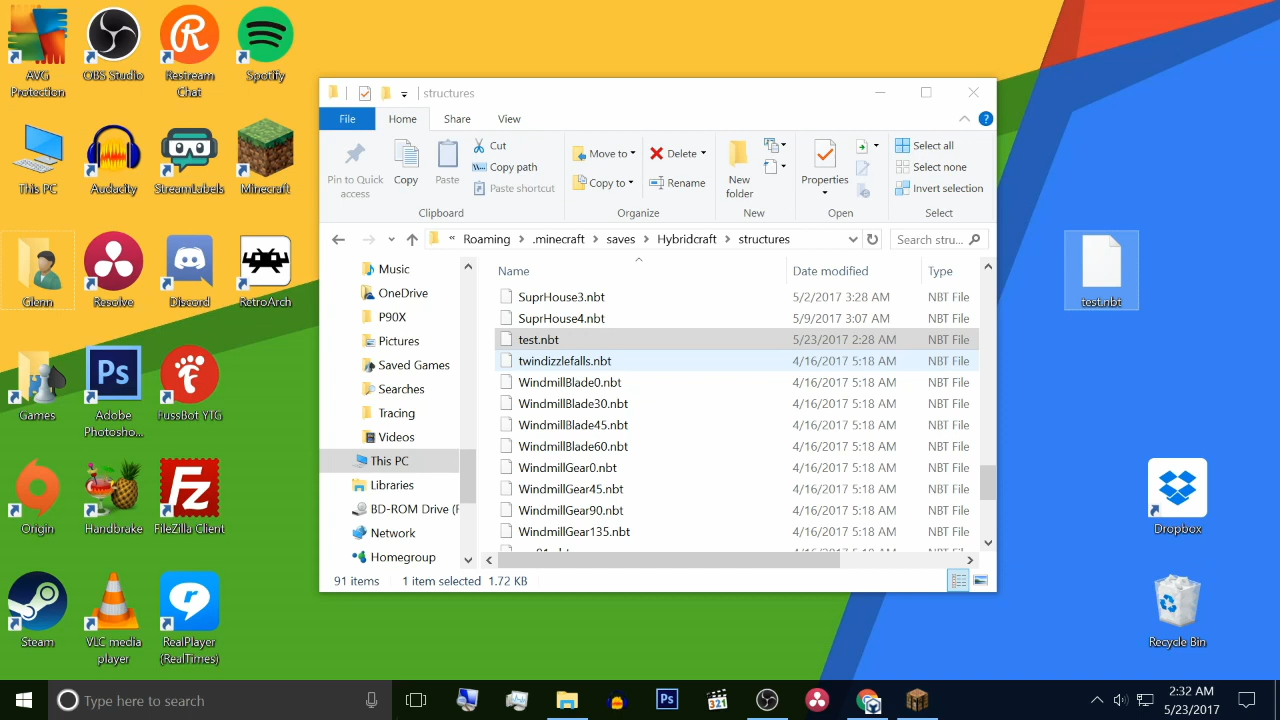 AVG
Protection
OBS Studio
Restream
Chat
Spotify
This PC
Audacity
StreamLabels
Minecraft
Glenn
Resolve
Discord
RetroArch
Games
Ps
Adobe
Photosho...
FussBot YTG
Origin
Handbrake
Fz
FileZilla Client
Steam
VLC media
player
RealPlayer
(RealTimes)
structures
File
Home
Share
View
Pin to Quick
access
Copy
Paste
Cut
Copy path
Paste shortcut
Clipboard
Move to
Copy to
Delete
Rename
Organize
New
folder
New
Properties
Open
Select all
Select none
Invert selection
Select
« Roaming > .minecraft > saves > Hybridcraft > structures
Search stru...
Music
OneDrive
P90X
Pictures
Saved Games
Searches
Tracing
Videos
This PC
Libraries
BD-ROM Drive (F
Network
Homegroup
Name Date modified Type
SuprHouse3.nbt 5/2/2017 3:28 AM NBT File
SuprHouse4.nbt 5/9/2017 3:07 AM NBT File
test.nbt 5/23/2017 2:28 AM NBT File
twindizzlefalls.nbt 4/16/2017 5:18 AM NBT File
WindmillBlade0.nbt 4/16/2017 5:18 AM NBT File
WindmillBlade30.nbt 4/16/2017 5:18 AM NBT File
WindmillBlade45.nbt 4/16/2017 5:18 AM NBT File
WindmillBlade60.nbt 4/16/2017 5:18 AM NBT File
WindmillGear0.nbt 4/16/2017 5:18 AM NBT File
WindmillGear45.nbt 4/16/2017 5:18 AM NBT File
WindmillGear90.nbt 4/16/2017 5:18 AM NBT File
WindmillGear135.nbt 4/16/2017 5:18 AM NBT File
91 items 1 item selected 1.72 KB
test.nbt
Dropbox
Recycle Bin
Type here to search
Ps
321
2:32 AM
5/23/2017